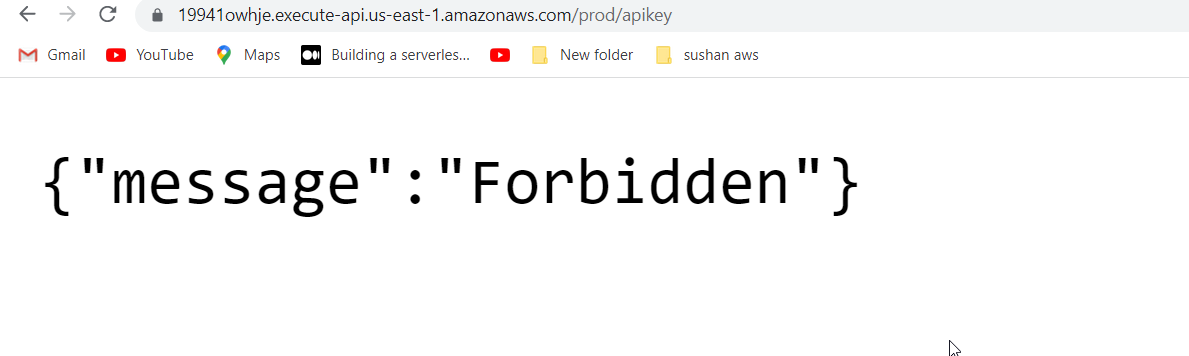 19941owhje.execute-api.us-east-1.amazonaws.com/prod/apikey
Gmail YouTube Maps Building a serverles... New folder sushan aws
{"message":"Forbidden"}